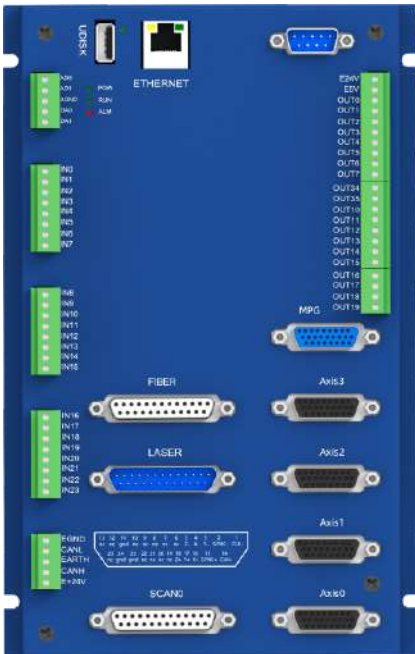 UDISK
ETHERNET
AD0
AD1
AGND
DA0
DA1
POW
RUN
ALM
E24V
E5V
OUT0
OUT1
OUT2
OUT3
OUT4
OUT5
OUT6
OUT7
OUT34
OUT35
OUT10
OUT11
OUT12
OUT13
OUT14
OUT15
OUT16
OUT17
OUT18
OUT19
IN0
IN1
IN2
IN3
IN4
IN5
IN6
IN7
IN8
IN9
IN10
IN11
IN12
IN13
IN14
IN15
MPG
FIBER
Axis3
IN16
IN17
IN18
IN19
IN20
IN21
IN22
IN23
LASER
Axis2
Axis1
EGND
CANL
EARTH
CANH
E+24V
SCAN0
Axis0